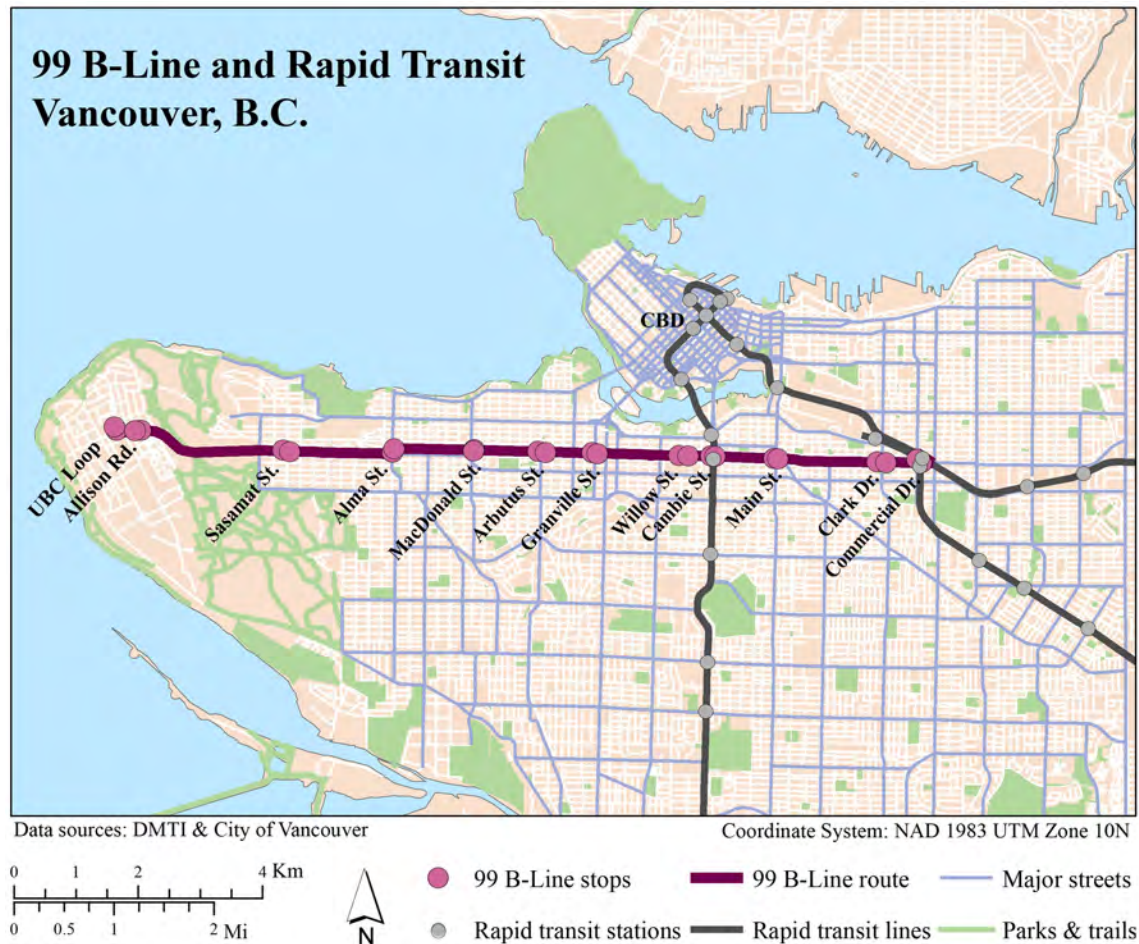 99 B-Line and Rapid Transit
Vancouver, B.C.
CBD
UBC Loop
Allison Rd.
Sasamat St.
Alma St.
MacDonald St.
Arbutus St.
Granville St.
Willow St.
Cambie St.
Main St.
Clark Dr.
Commercial Dr.
Data sources: DMTI & City of Vancouver
Coordinate System: NAD 1983 UTM Zone 10N
0 1 2 4 Km
0 0.5 1 2 Mi
N
99 B-Line stops
99 B-Line route
Major streets
Rapid transit stations
Rapid transit lines
Parks & trails